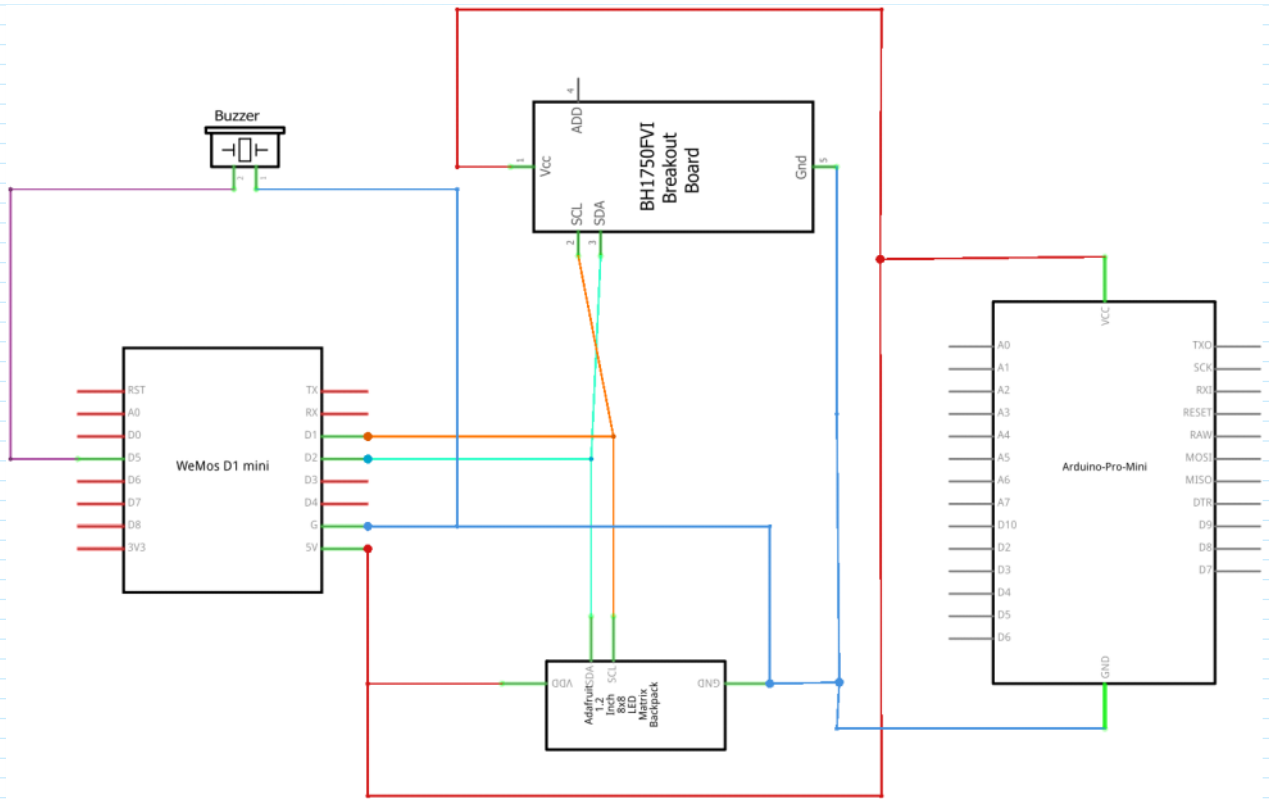 Buzzer
2
1
4
ADD
1
Vcc
BH1750FVI
Breakout
Board
Gnd
5
SCL
SDA
2
3
WeMos D1 mini
RST
A0
D0
D5
D6
D7
D8
3V3
TX
RX
D1
D2
D3
D4
G
5V
VDD
SDA
SCL
GND
Adafruit
1.2
Inch
8x8
LED
Matrix
Backpack
VCC
Arduino-Pro-Mini
A0
A1
A2
A3
A4
A5
A6
A7
D10
D2
D3
D4
D5
D6
TXO
SCK
RXI
RESET
RAW
MOSI
MISO
DTR
D9
D8
D7
GND